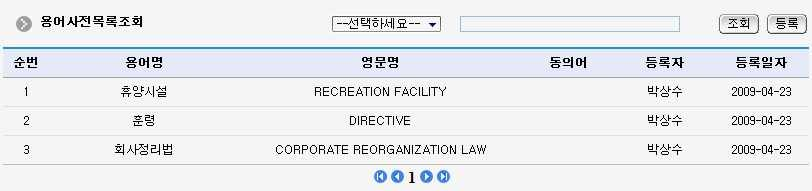 용어사전목록조회 --선택하세요-- 조회 등록
순번 용어명 영문명 동의어 등록자 등록일자
1 휴양시설 RECREATION FACILITY 박상수 2009-04-23
2 훈령 DIRECTIVE 박상수 2009-04-23
3 회사정리법 CORPORATE REORGANIZATION LAW 박상수 2009-04-23
1